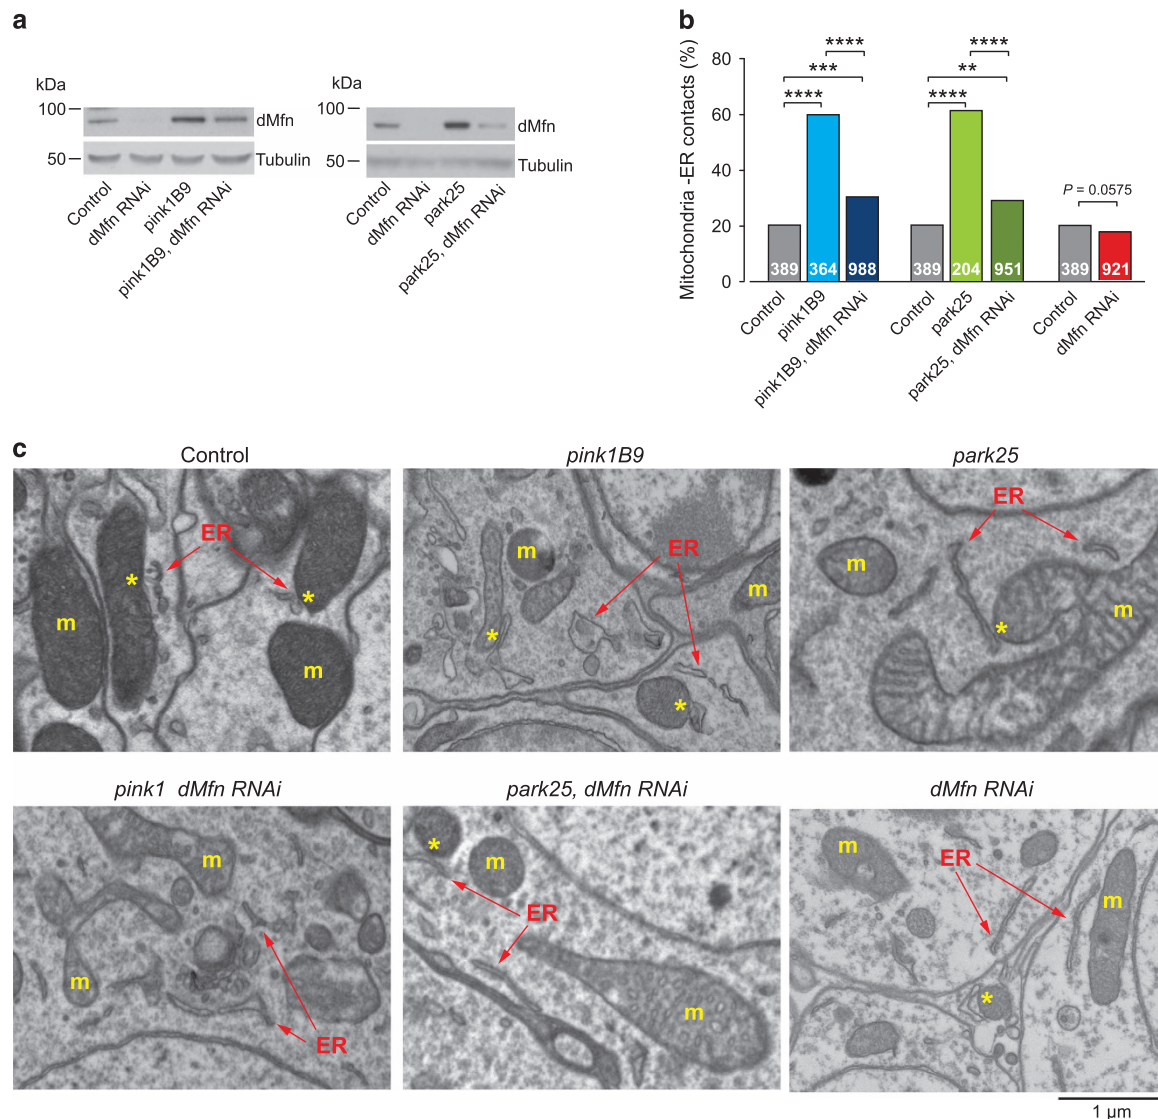 a
kDa
100
50
dMfn
Tubulin
Control
dMfn RNAi
pink1B9
pink1B9, dMfn RNAi
kDa
100
50
dMfn
Tubulin
Control
dMfn RNAi
park25
park25, dMfn RNAi
b
Mitochondria -ER contacts (%)
80
60
40
20
0
**** 
***
****
****
**
****
P = 0.0575
389 364 988 389 204 951 389 921
Control
pink1B9
pink1B9, dMfn RNAi
Control
park25
park25, dMfn RNAi
Control
dMfn RNAi
c
Control
ER
*
*
m
m
pink1B9
m
ER
m
*
*
park25
ER
m
m
*
pink1 dMfn RNAi
m
m
ER
park25, dMfn RNAi
*
m
ER
m
dMfn RNAi
m
ER
m
*
1 µm